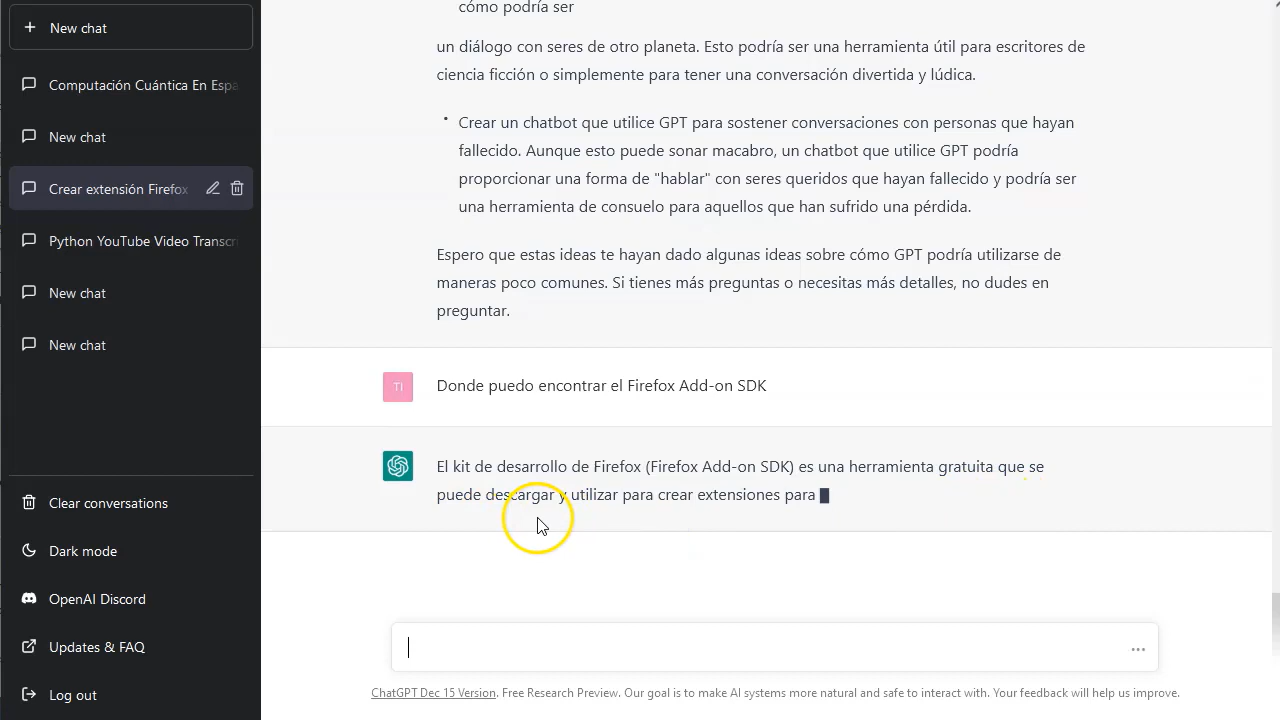 New chat
Computación Cuántica En Espa
New chat
Crear extensión Firefox
Python YouTube Video Transcri
New chat
New chat
Clear conversations
Dark mode
OpenAI Discord
Updates & FAQ
Log out
cómo podría ser
un diálogo con seres de otro planeta. Esto podría ser una herramienta útil para escritores de
ciencia ficción o simplemente para tener una conversación divertida y lúdica.
• Crear un chatbot que utilice GPT para sostener conversaciones con personas que hayan
fallecido. Aunque esto puede sonar macabro, un chatbot que utilice GPT podría
proporcionar una forma de "hablar" con seres queridos que hayan fallecido y podría ser
una herramienta de consuelo para aquellos que han sufrido una pérdida.
Espero que estas ideas te hayan dado algunas ideas sobre cómo GPT podría utilizarse de
maneras poco comunes. Si tienes más preguntas o necesitas más detalles, no dudes en
preguntar.
TI
Donde puedo encontrar el Firefox Add-on SDK
El kit de desarrollo de Firefox (Firefox Add-on SDK) es una herramienta gratuita que se
puede descargar y utilizar para crear extensiones para
ChatGPT Dec 15 Version. Free Research Preview. Our goal is to make AI systems more natural and safe to interact with. Your feedback will help us improve.